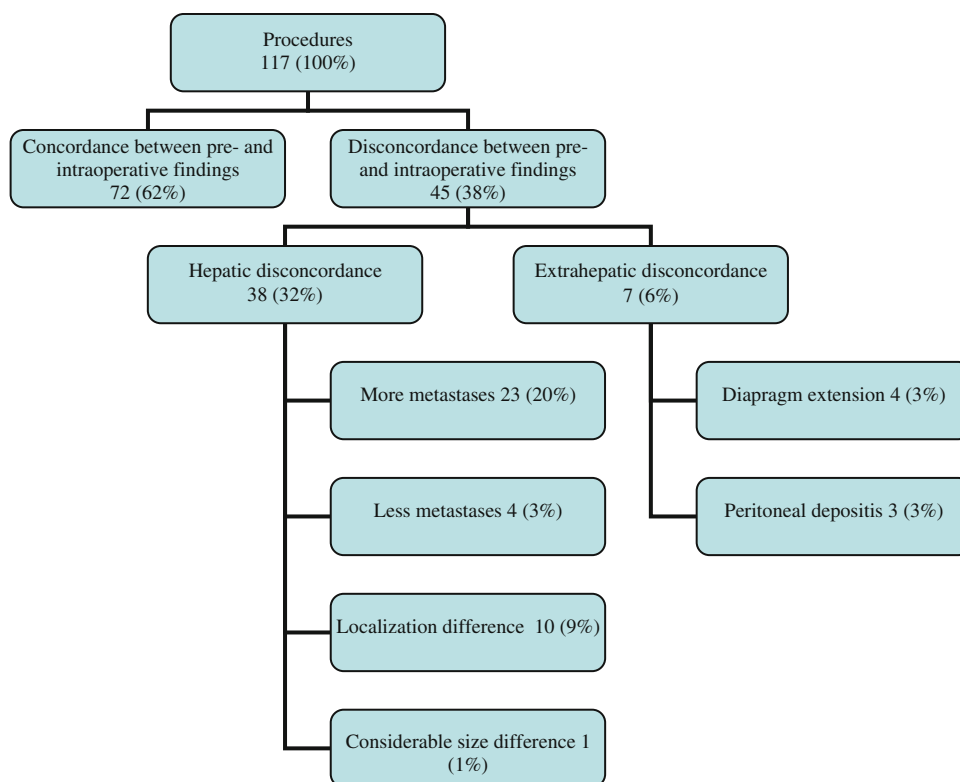 Procedures
117 (100%)
Concordance between pre- and
intraoperative findings
72 (62%)
Disconcordance between pre-
and intraoperative findings
45 (38%)
Hepatic disconcordance
38 (32%)
Extrahepatic disconcordance
7 (6%)
More metastases 23 (20%)
Diapragm extension 4 (3%)
Less metastases 4 (3%)
Peritoneal depositis 3 (3%)
Localization difference 10 (9%)
Considerable size difference 1
(1%)